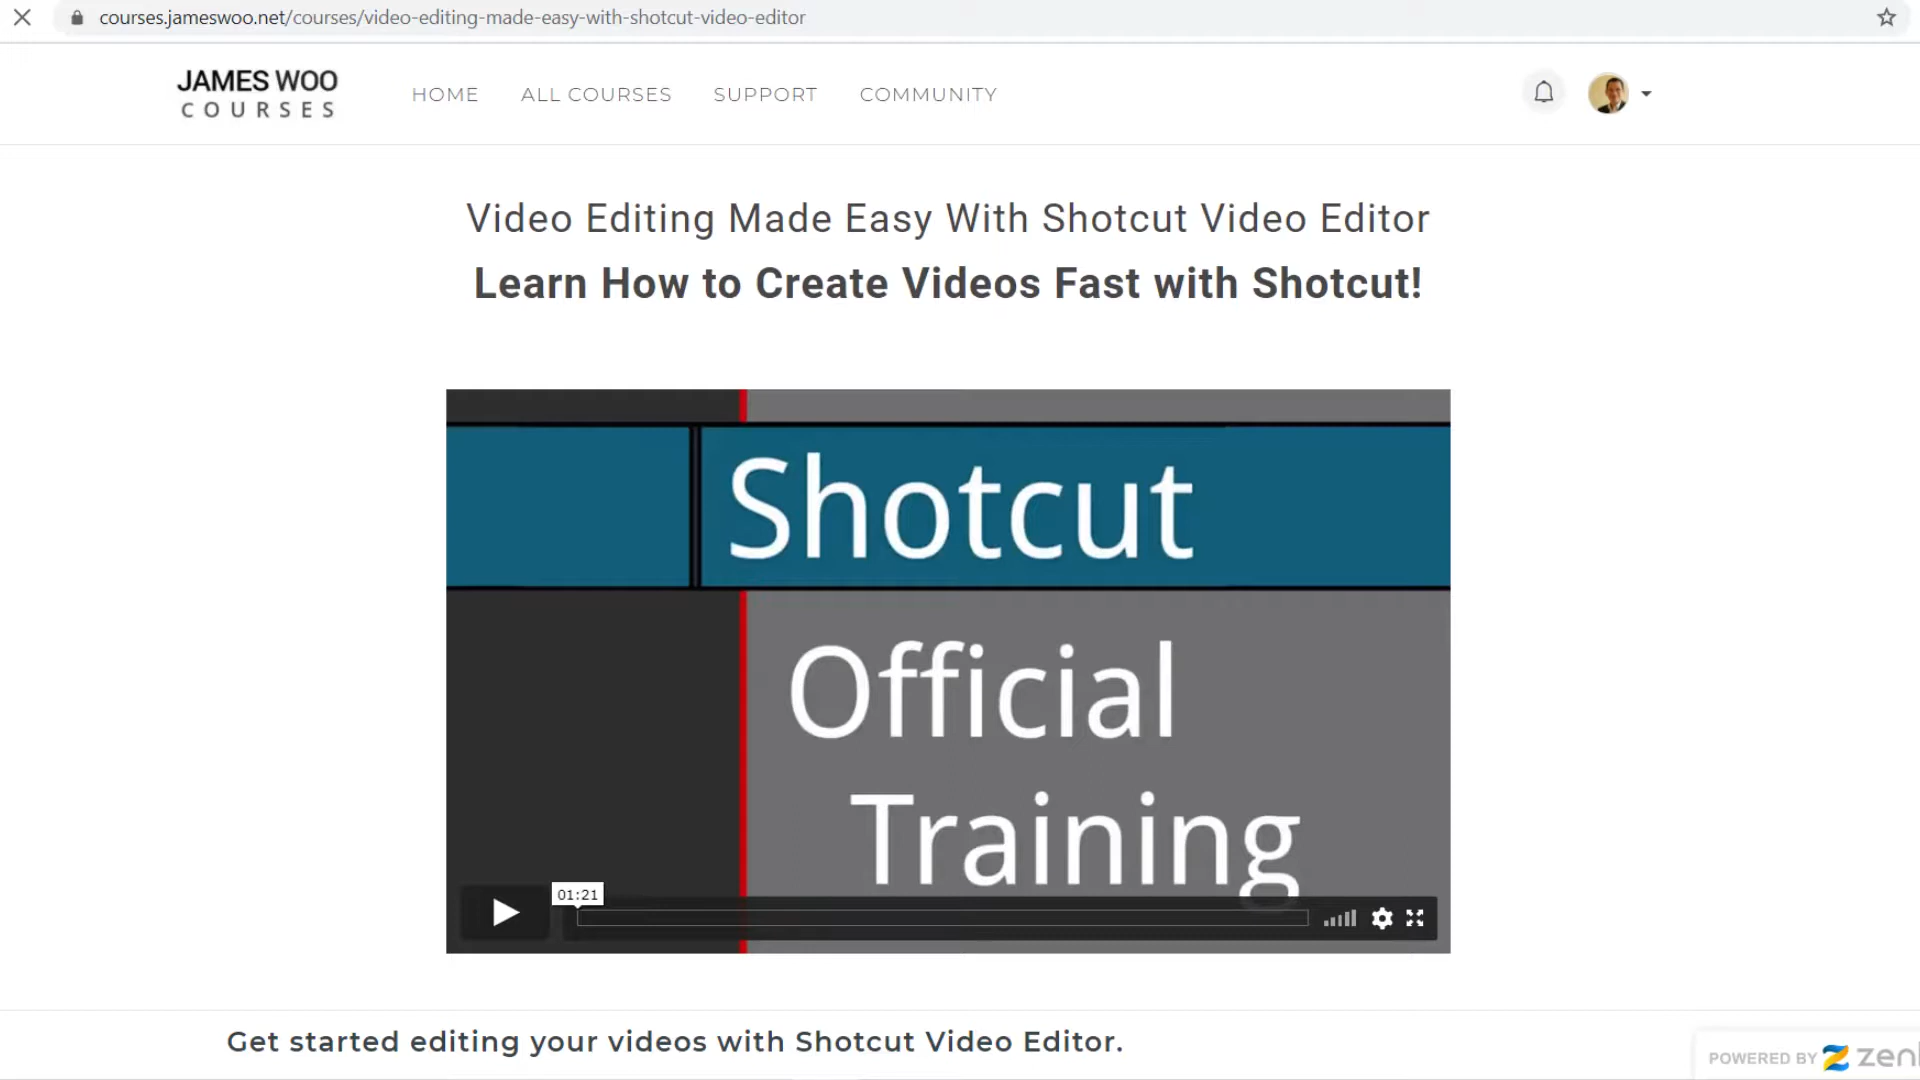 courses.jameswoo.net/courses/video-editing-made-easy-with-shotcut-video-editor
JAMES WOO
COURSES
HOME
ALL COURSES
SUPPORT
COMMUNITY
Video Editing Made Easy With Shotcut Video Editor
Learn How to Create Videos Fast with Shotcut!
Shotcut
Official
Training
01:21
Get started editing your videos with Shotcut Video Editor.
POWERED BY